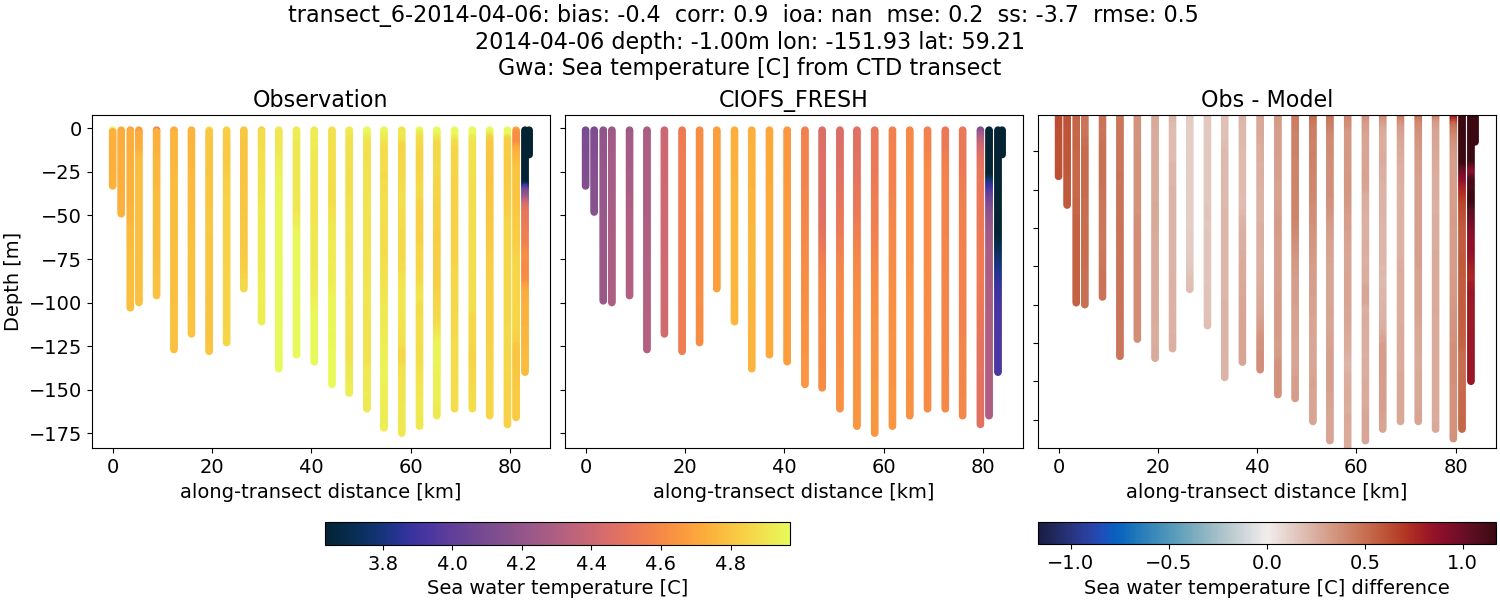 transect_6-2014-04-06: bias: -0.4  corr: 0.9  ioa: nan  mse: 0.2  ss: -3.7  rmse: 0.5
2014-04-06 depth: -1.00m lon: -151.93 lat: 59.21
Gwa: Sea temperature [C] from CTD transect
Observation
CIOFS_FRESH
Obs - Model
Depth [m]
0
−25
−50
−75
−100
−125
−150
−175
0 20 40 60 80
0 20 40 60 80
0 20 40 60 80
along-transect distance [km]
along-transect distance [km]
along-transect distance [km]
3.8 4.0 4.2 4.4 4.6 4.8
Sea water temperature [C]
−1.0 −0.5 0.0 0.5 1.0
Sea water temperature [C] difference